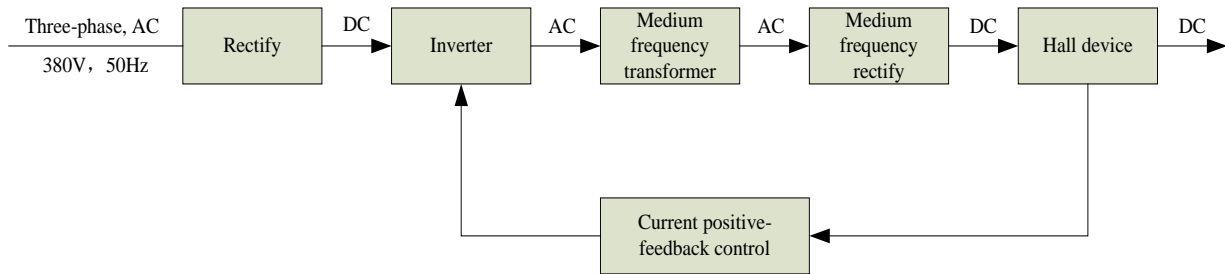 Three-phase, AC
380V，50Hz
Rectify
DC
Inverter
AC
Medium
frequency
transformer
AC
Medium
frequency
rectify
DC
Hall device
DC
Current positive-
feedback control